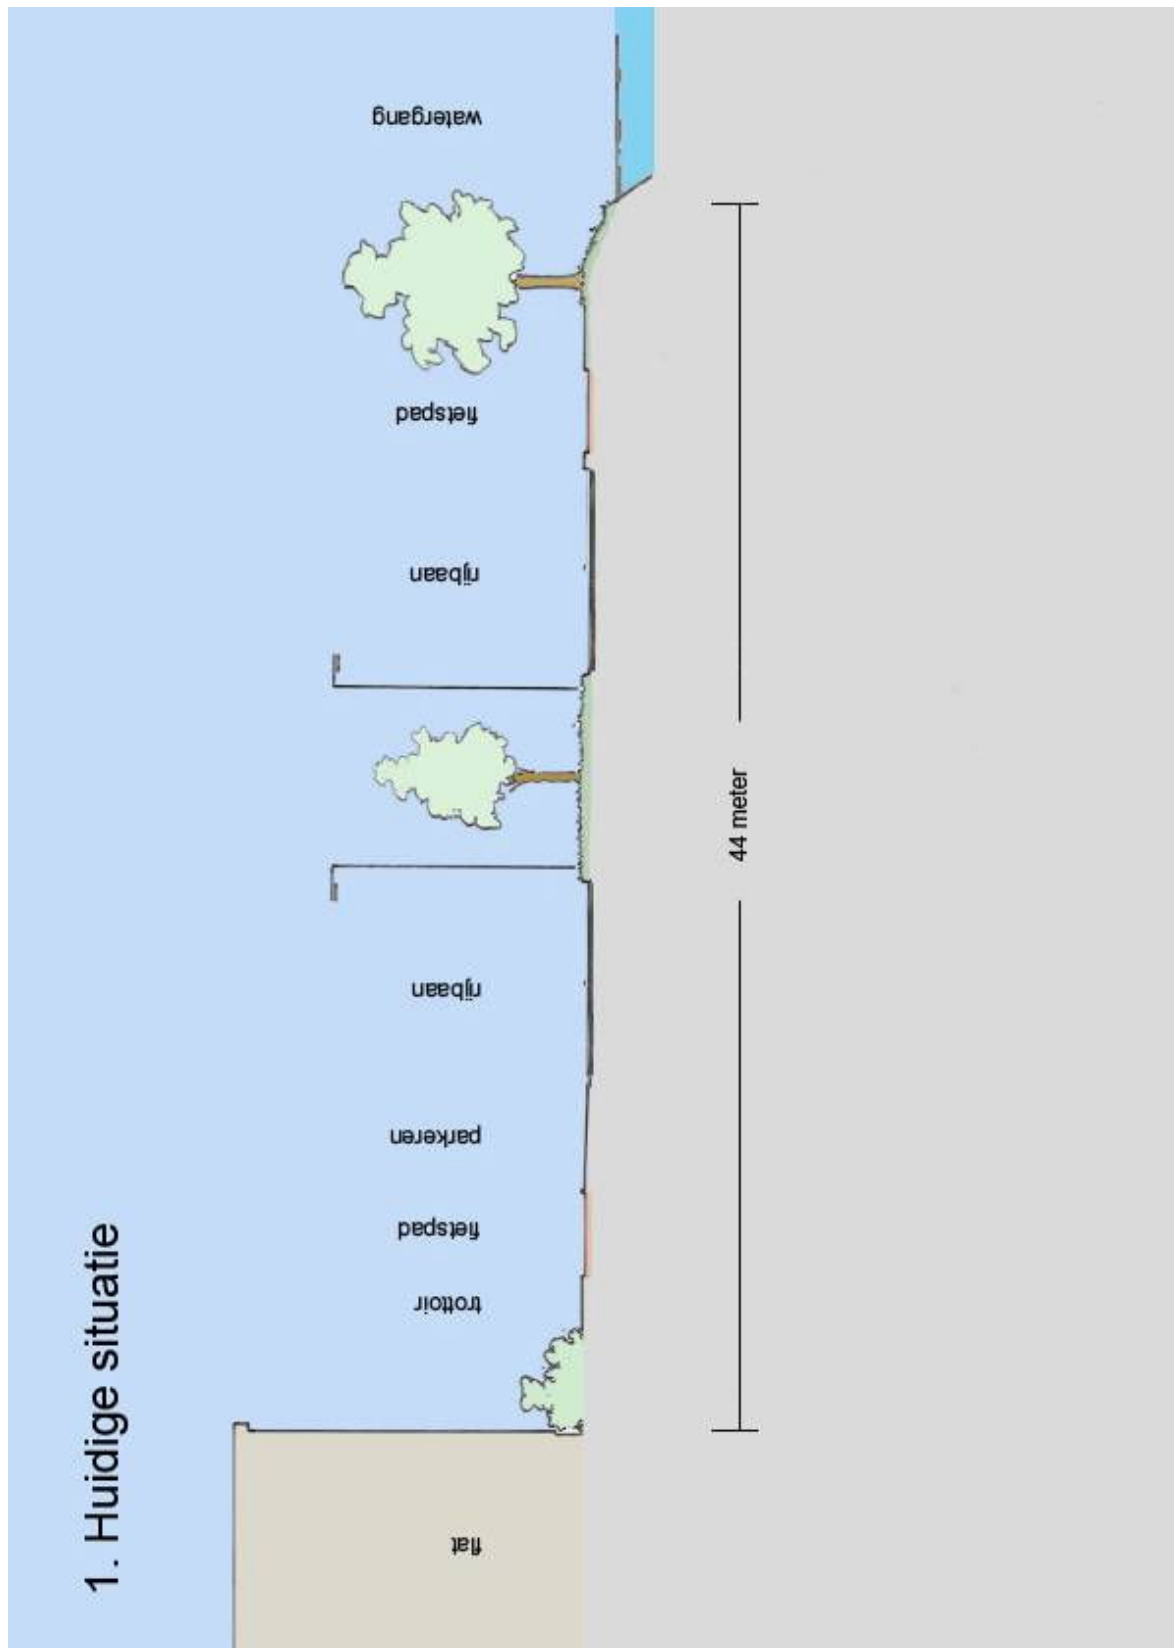 1. Huidige situatie
flat
trottoir
fietspad
parkeren
rijbaan
rijbaan
fietspad
watergang
44 meter